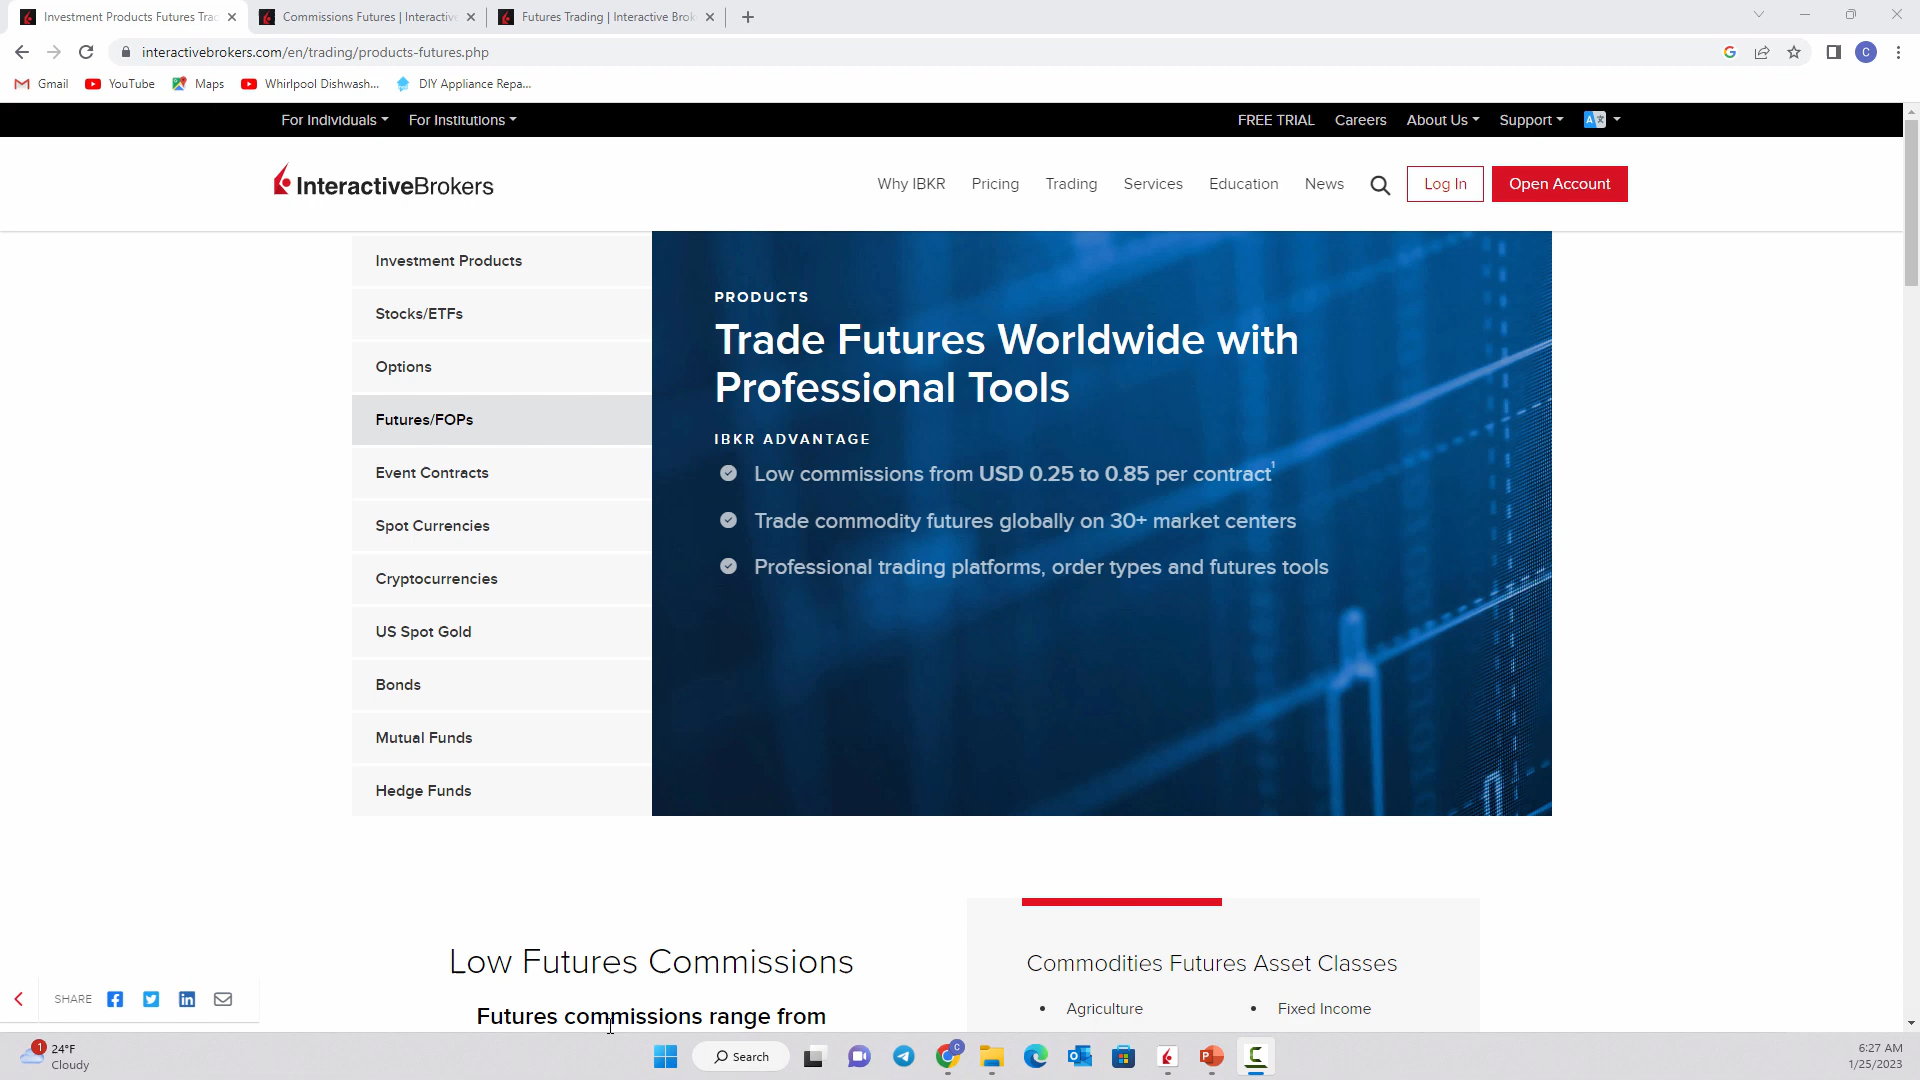 Investment Products Futures Trad
Commissions Futures | Interactive
Futures Trading | Interactive Brok
interactivebrokers.com/en/trading/products-futures.php
C
Gmail
YouTube
Maps
Whirlpool Dishwash...
DIY Appliance Repa...
For Individuals
For Institutions
FREE TRIAL
Careers
About Us
Support
InteractiveBrokers
Why IBKR
Pricing
Trading
Services
Education
News
Log In
Open Account
Investment Products
Stocks/ETFs
Options
Futures/FOPs
Event Contracts
Spot Currencies
Cryptocurrencies
US Spot Gold
Bonds
Mutual Funds
Hedge Funds
PRODUCTS
Trade Futures Worldwide with
Professional Tools
IBKR ADVANTAGE
Low commissions from USD 0.25 to 0.85 per contract¹
Trade commodity futures globally on 30+ market centers
Professional trading platforms, order types and futures tools
Low Futures Commissions
Futures commissions range from
Commodities Futures Asset Classes
Agriculture
Fixed Income
SHARE
1
24°F
Cloudy
Search
C
6:27 AM
1/25/2023